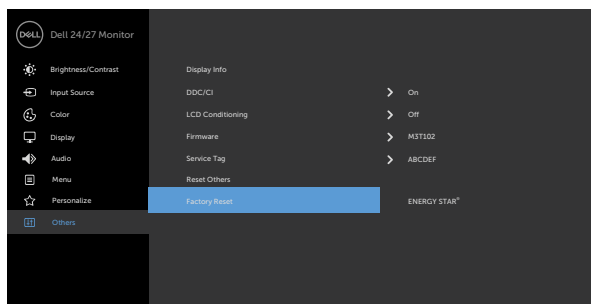 DELL Dell 24/27 Monitor
Brightness/Contrast Display Info
Input Source DDC/CI On
Color LCD Conditioning Off
Display Firmware M3T102
Audio Service Tag ABCDEF
Menu Reset Others
Personalize Factory Reset ENERGY STAR®
Others